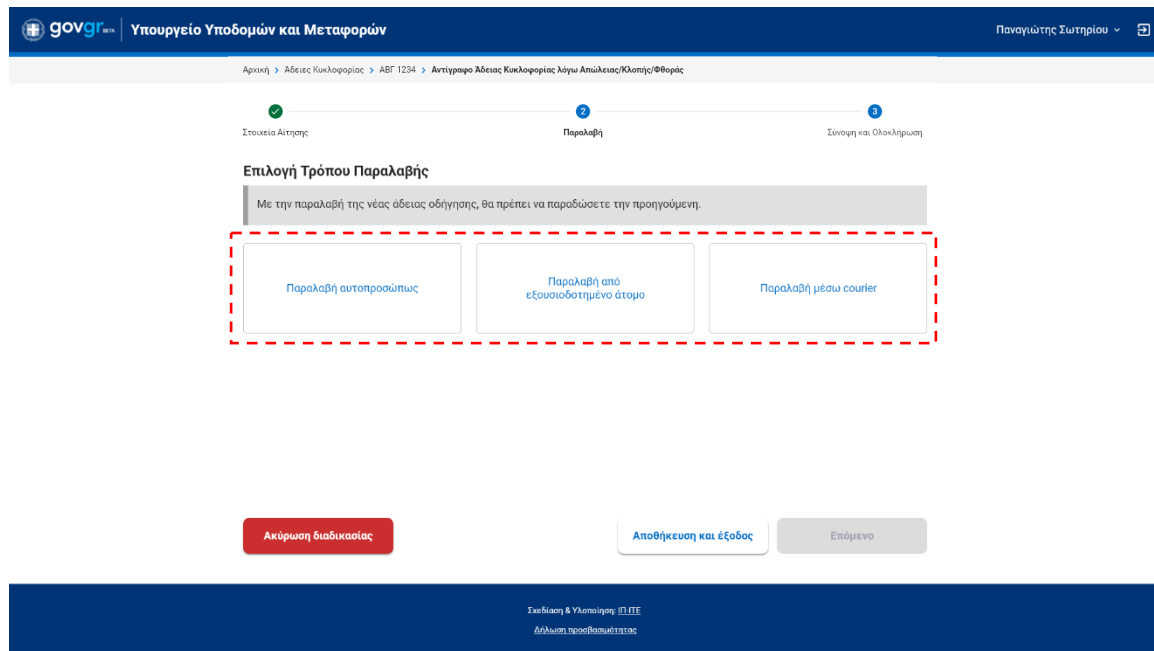 govgr BETA Υπουργείο Υποδομών και Μεταφορών
Παναγιώτης Σωτηρίου
Αρχική > Άδειες Κυκλοφορίας > ΑΒΓ 1234 > Αντίγραφο Άδειας Κυκλοφορίας λόγω Απώλειας/Κλοπής/Φθοράς
2
3
Στοιχεία Αίτησης
Παραλαβή
Σύνοψη και Ολοκλήρωση
Επιλογή Τρόπου Παραλαβής
Με την παραλαβή της νέας άδειας οδήγησης, θα πρέπει να παραδώσετε την προηγούμενη.
Παραλαβή αυτοπροσώπως
Παραλαβή από
εξουσιοδοτημένο άτομο
Παραλαβή μέσω courier
Ακύρωση διαδικασίας
Αποθήκευση και έξοδος
Επόμενο
Σχεδίαση & Υλοποίηση: ΙΠ-ΙΤΕ
Δήλωση προσβασιμότητας